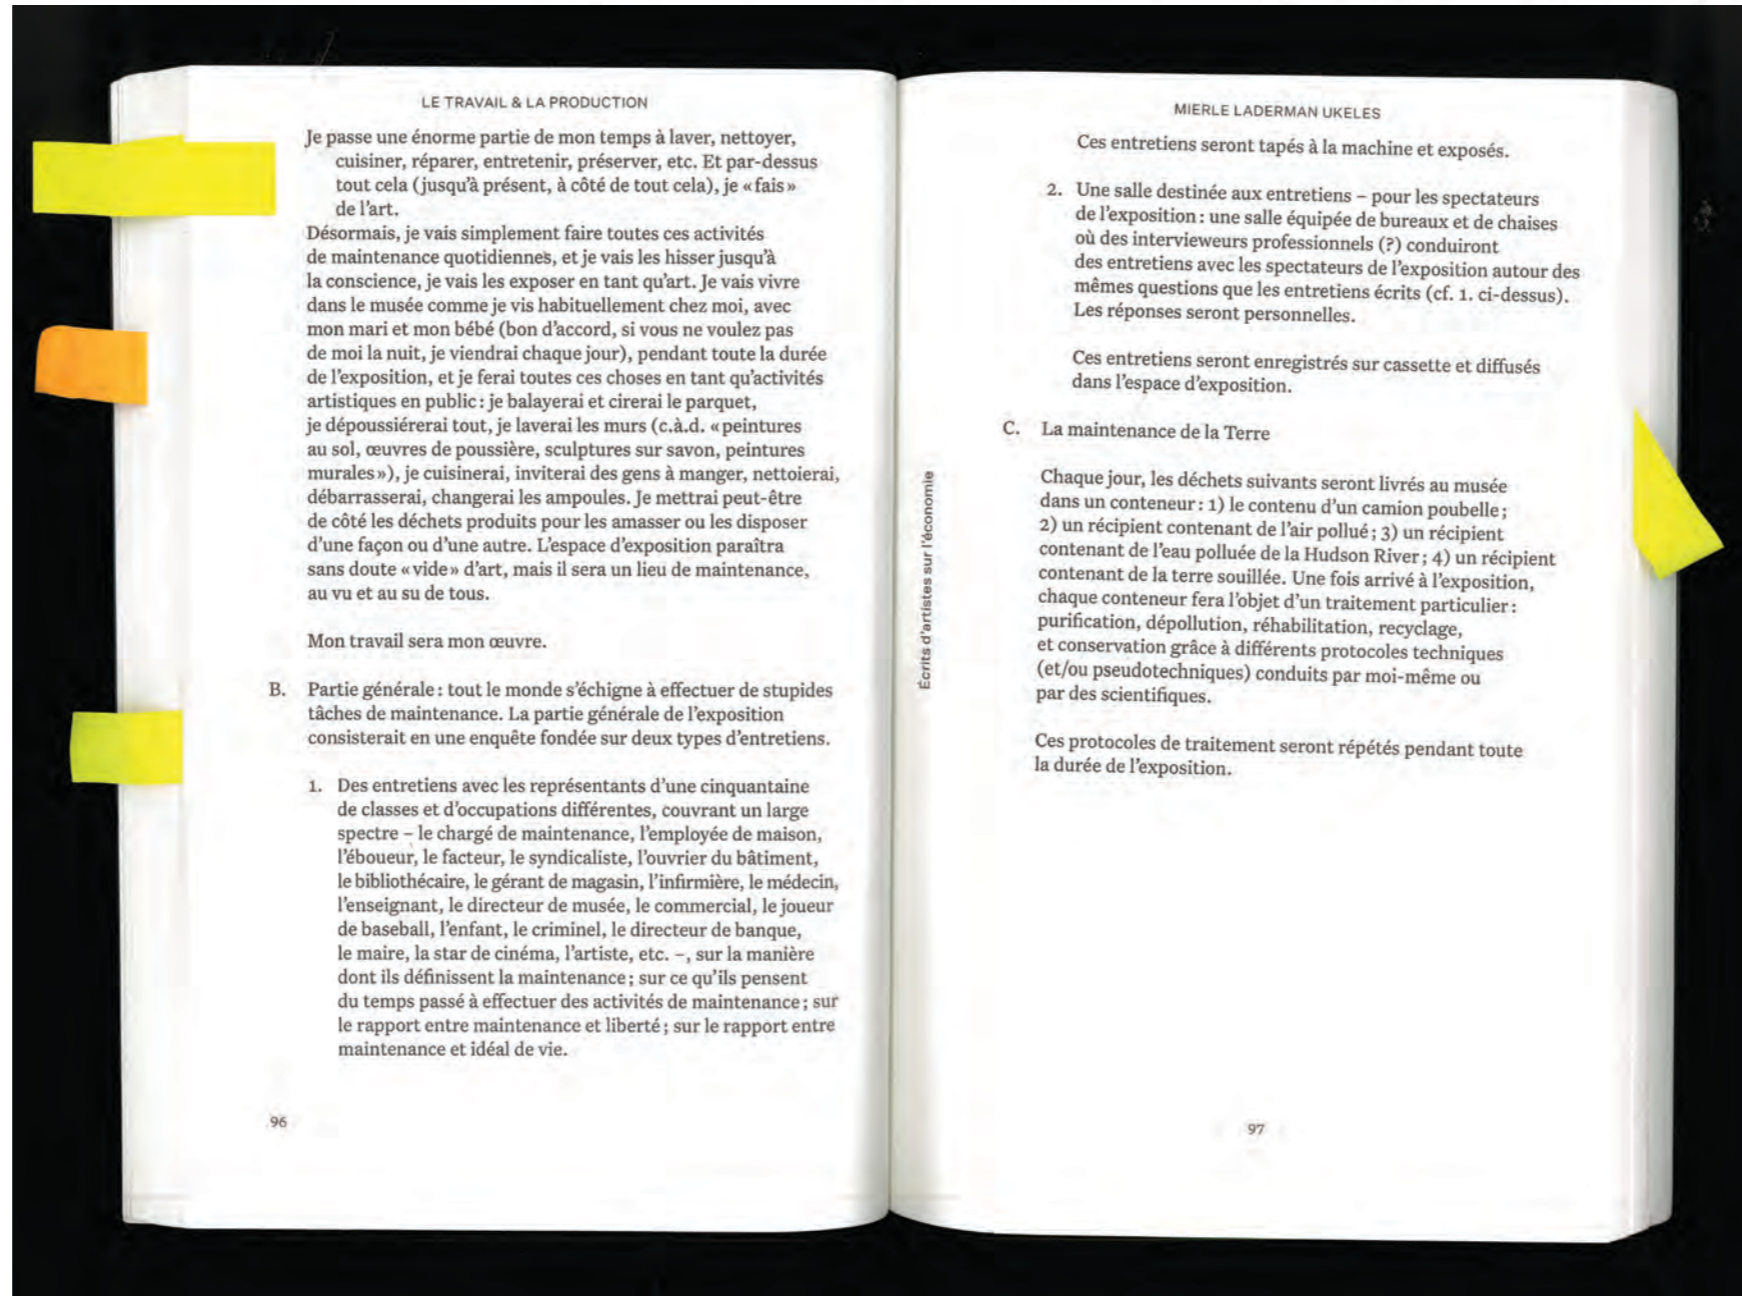 LE TRAVAIL & LA PRODUCTION
Je passe une énorme partie de mon temps à laver, nettoyer,
cuisiner, réparer, entretenir, préserver, etc. Et par-dessus
tout cela (jusqu’à présent, à côté de tout cela), je «fais»
de l’art.
Désormais, je vais simplement faire toutes ces activités
de maintenance quotidiennes, et je vais les hisser jusqu’à
la conscience, je vais les exposer en tant qu’art. Je vais vivre
dans le musée comme je vis habituellement chez moi, avec
mon mari et mon bébé (bon d’accord, si vous ne voulez pas
de moi la nuit, je viendrai chaque jour), pendant toute la durée
de l’exposition, et je ferai toutes ces choses en tant qu’activités
artistiques en public : je balayerai et cirerai le parquet,
je dépoussiérerai tout, je laverai les murs (c.à.d. «peintures
au sol, œuvres de poussière, sculptures sur savon, peintures
murales»), je cuisinerai, inviterai des gens à manger, nettoierai,
débarrasserai, changerai les ampoules. Je mettrai peut-être
de côté les déchets produits pour les amasser ou les disposer
d’une façon ou d’une autre. L’espace d’exposition paraîtra
sans doute «vide» d’art, mais il sera un lieu de maintenance,
au vu et au su de tous.
Mon travail sera mon œuvre.
B. Partie générale : tout le monde s’échigne à effectuer de stupides
tâches de maintenance. La partie générale de l’exposition
consisterait en une enquête fondée sur deux types d’entretiens.
1. Des entretiens avec les représentants d’une cinquantaine
de classes et d’occupations différentes, couvrant un large
spectre – le chargé de maintenance, l’employée de maison,
l’éboueur, le facteur, le syndicaliste, l’ouvrier du bâtiment,
le bibliothécaire, le gérant de magasin, l’infirmière, le médecin,
l’enseignant, le directeur de musée, le commercial, le joueur
de baseball, l’enfant, le criminel, le directeur de banque,
le maire, la star de cinéma, l’artiste, etc. –, sur la manière
dont ils définissent la maintenance ; sur ce qu’ils pensent
du temps passé à effectuer des activités de maintenance ; sur
le rapport entre maintenance et liberté ; sur le rapport entre
maintenance et idéal de vie.
96
Écrits d’artistes sur l’économie
MIERLE LADERMAN UKELES
Ces entretiens seront tapés à la machine et exposés.
2. Une salle destinée aux entretiens – pour les spectateurs
de l’exposition : une salle équipée de bureaux et de chaises
où des intervieweurs professionnels (?) conduiront
des entretiens avec les spectateurs de l’exposition autour des
mêmes questions que les entretiens écrits (cf. 1. ci-dessus).
Les réponses seront personnelles.
Ces entretiens seront enregistrés sur cassette et diffusés
dans l’espace d’exposition.
C. La maintenance de la Terre
Chaque jour, les déchets suivants seront livrés au musée
dans un conteneur : 1) le contenu d’un camion poubelle ;
2) un récipient contenant de l’air pollué ; 3) un récipient
contenant de l’eau polluée de la Hudson River ; 4) un récipient
contenant de la terre souillée. Une fois arrivé à l’exposition,
chaque conteneur fera l’objet d’un traitement particulier :
purification, dépollution, réhabilitation, recyclage,
et conservation grâce à différents protocoles techniques
(et/ou pseudotechniques) conduits par moi-même ou
par des scientifiques.
Ces protocoles de traitement seront répétés pendant toute
la durée de l’exposition.
97